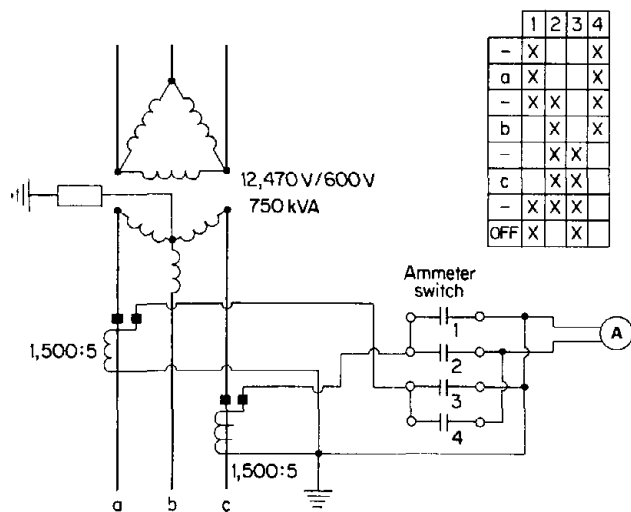 1 2 3 4
– X X
a X X
– X X X
b X X
– X X
c X X
– X X X
OFF X X
12,470 V/600 V
750 kVA
Ammeter
switch
1
A
2
3
4
1,500:5
1,500:5
a b c